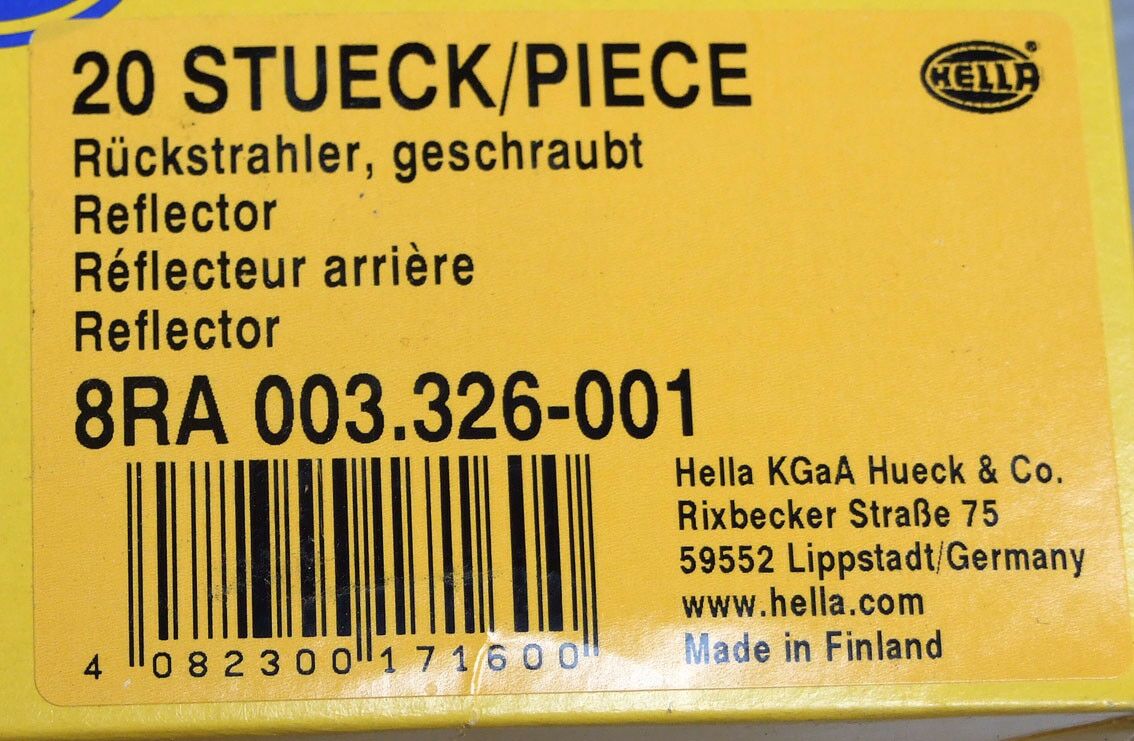 20 STUECK/PIECE
HELLA®
Rückstrahler, geschraubt
Reflector
Réflecteur arrière
Reflector
8RA 003.326-001
4 082300 171600
Hella KGaA Hueck & Co.
Rixbecker Straße 75
59552 Lippstadt/Germany
www.hella.com
Made in Finland